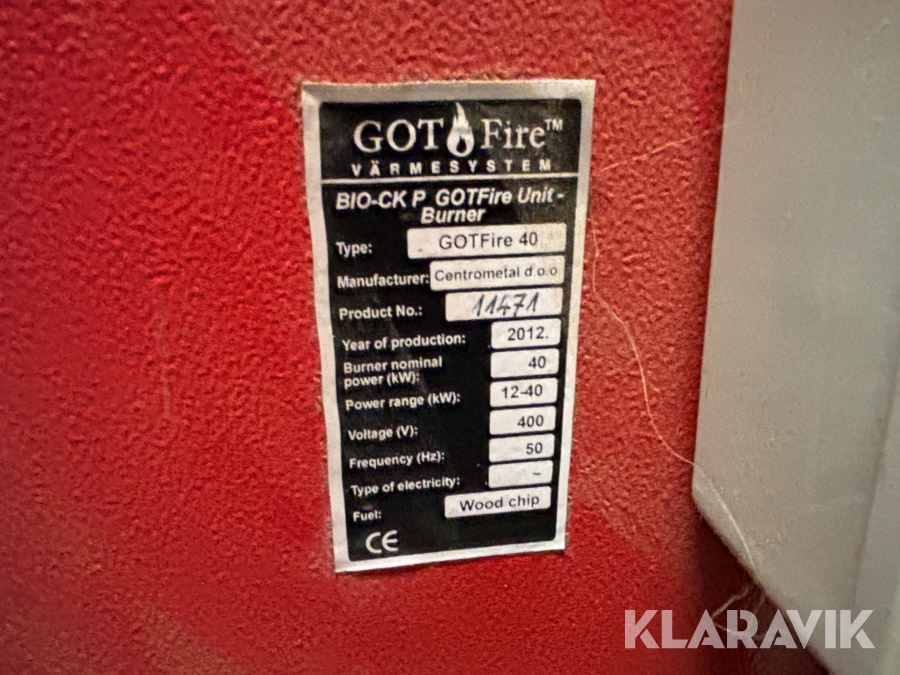 GOT Fire™
VÄRMESYSTEM
BIO-CK P GOTFire Unit -
Burner
Type: GOTFire 40
Manufacturer: Centrometal d.o.o
Product No.: 11471
Year of production: 2012.
Burner nominal
power (kW): 40
Power range (kW): 12-40
Voltage (V): 400
Frequency (Hz): 50
Type of electricity: ~
Fuel: Wood chip
CE
KLARAVIK